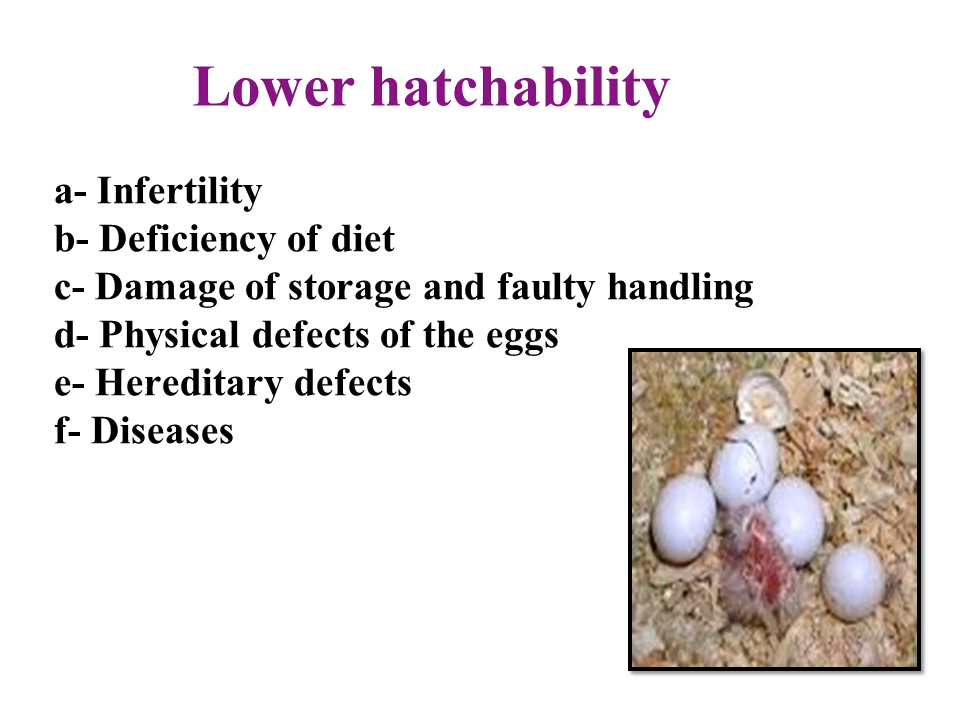 Lower hatchability
a- Infertility
b- Deficiency of diet
c- Damage of storage and faulty handling
d- Physical defects of the eggs
e- Hereditary defects
f- Diseases